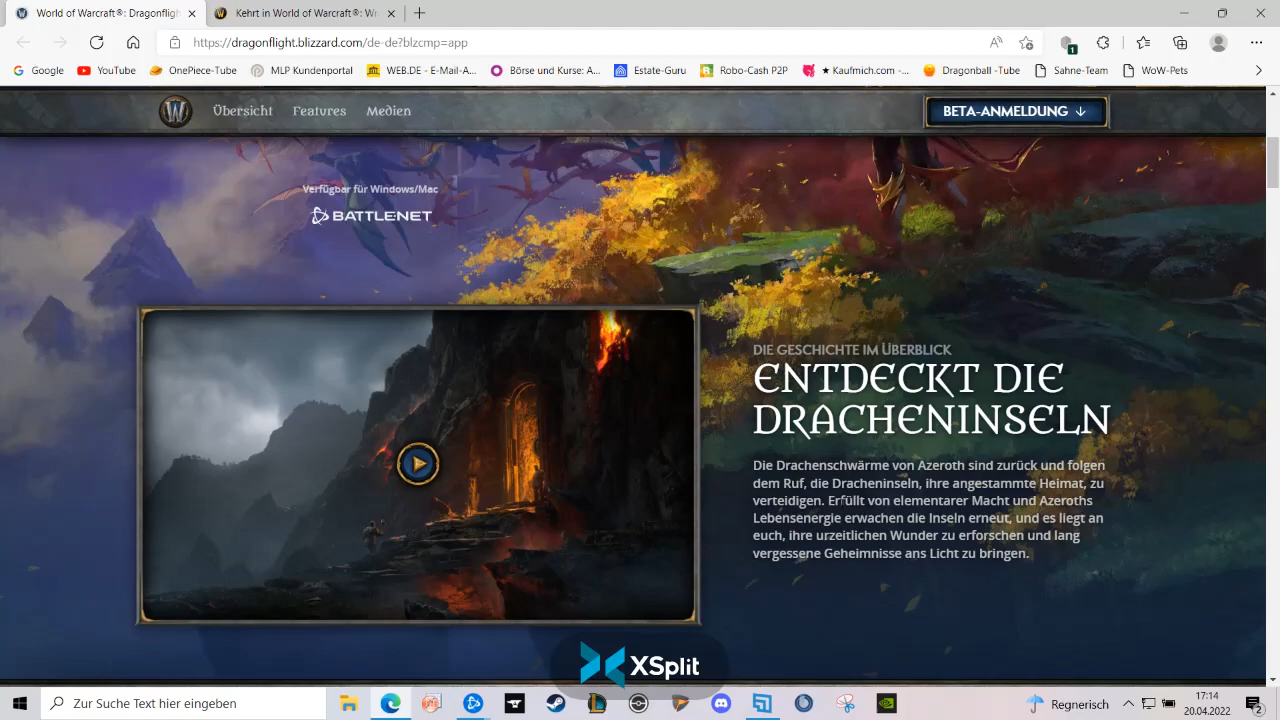 World of Warcraft®: Dragonflight
Kehrt in World of Warcraft®: Wr
https://dragonflight.blizzard.com/de-de?blzcmp=app
1
Google
YouTube
OnePiece-Tube
MLP Kundenportal
WEB.DE - E-Mail-A...
Börse und Kurse: A...
Estate-Guru
Robo-Cash P2P
★ Kaufmich.com -...
Dragonball -Tube
Sahne-Team
WoW-Pets
W
Übersicht
Features
Medien
BETA-ANMELDUNG ↓
Verfügbar für Windows/Mac
BATTLE.NET
DIE GESCHICHTE IM ÜBERBLICK
ENTDECKT DIE
DRACHENINSELN
Die Drachenschwärme von Azeroth sind zurück und folgen
dem Ruf, die Dracheninseln, ihre angestammte Heimat, zu
verteidigen. Erfüllt von elementarer Macht und Azeroths
Lebensenergie erwachen die Inseln erneut, und es liegt an
euch, ihre urzeitlichen Wunder zu erforschen und lang
vergessene Geheimnisse ans Licht zu bringen.
XSplit
Zur Suche Text hier eingeben
Regnerisch
17:14
20.04.2022
2